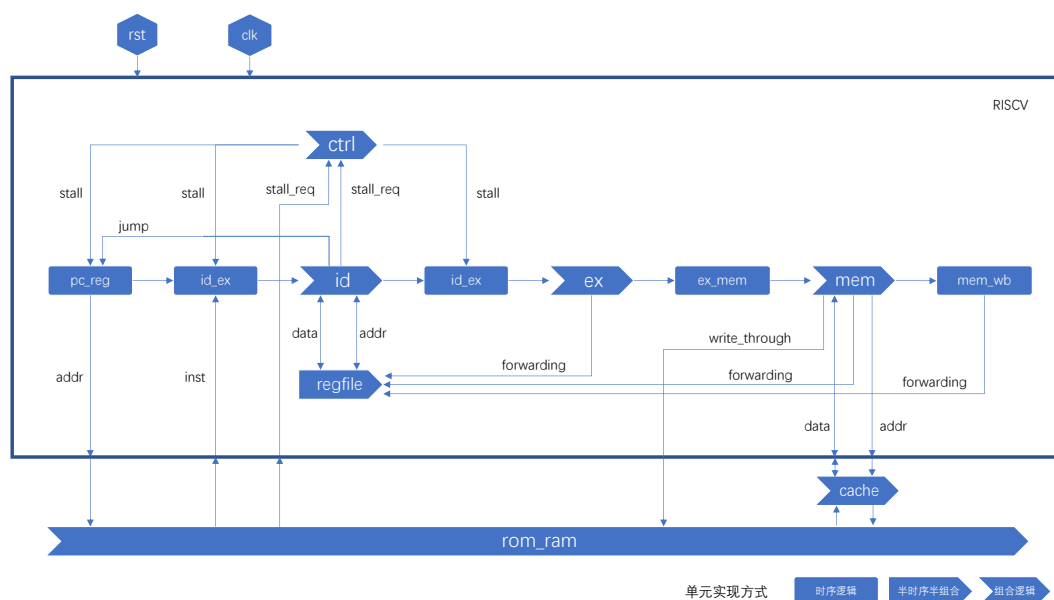 rst
clk
RISCV
ctrl
stall
stall
stall_req
stall_req
stall
jump
pc_reg
id_ex
id
id_ex
ex
ex_mem
mem
mem_wb
data
addr
write_through
forwarding
addr
inst
regfile
forwarding
forwarding
data
addr
cache
rom_ram
单元实现方式
时序逻辑
半时序半组合
组合逻辑